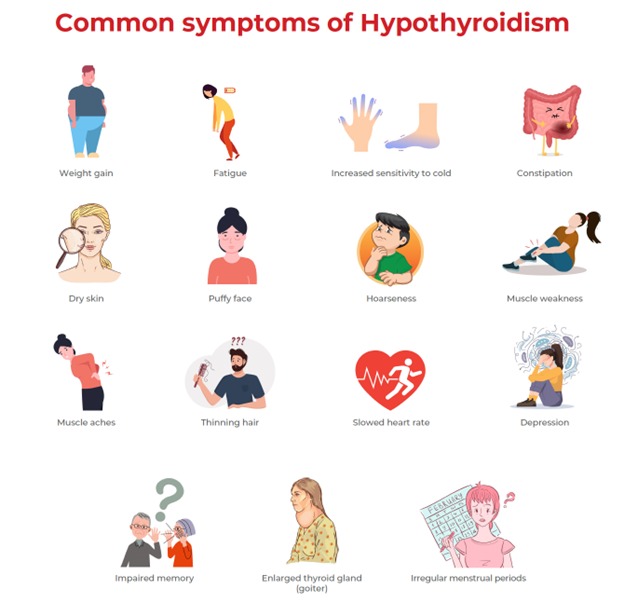 Common symptoms of Hypothyroidism
Weight gain
Fatigue
Increased sensitivity to cold
Constipation
Dry skin
Puffy face
Hoarseness
Muscle weakness
???
Muscle aches
Thinning hair
Slowed heart rate
Depression
?
FEBRUARY
?
Impaired memory
Enlarged thyroid gland
(goiter)
Irregular menstrual periods